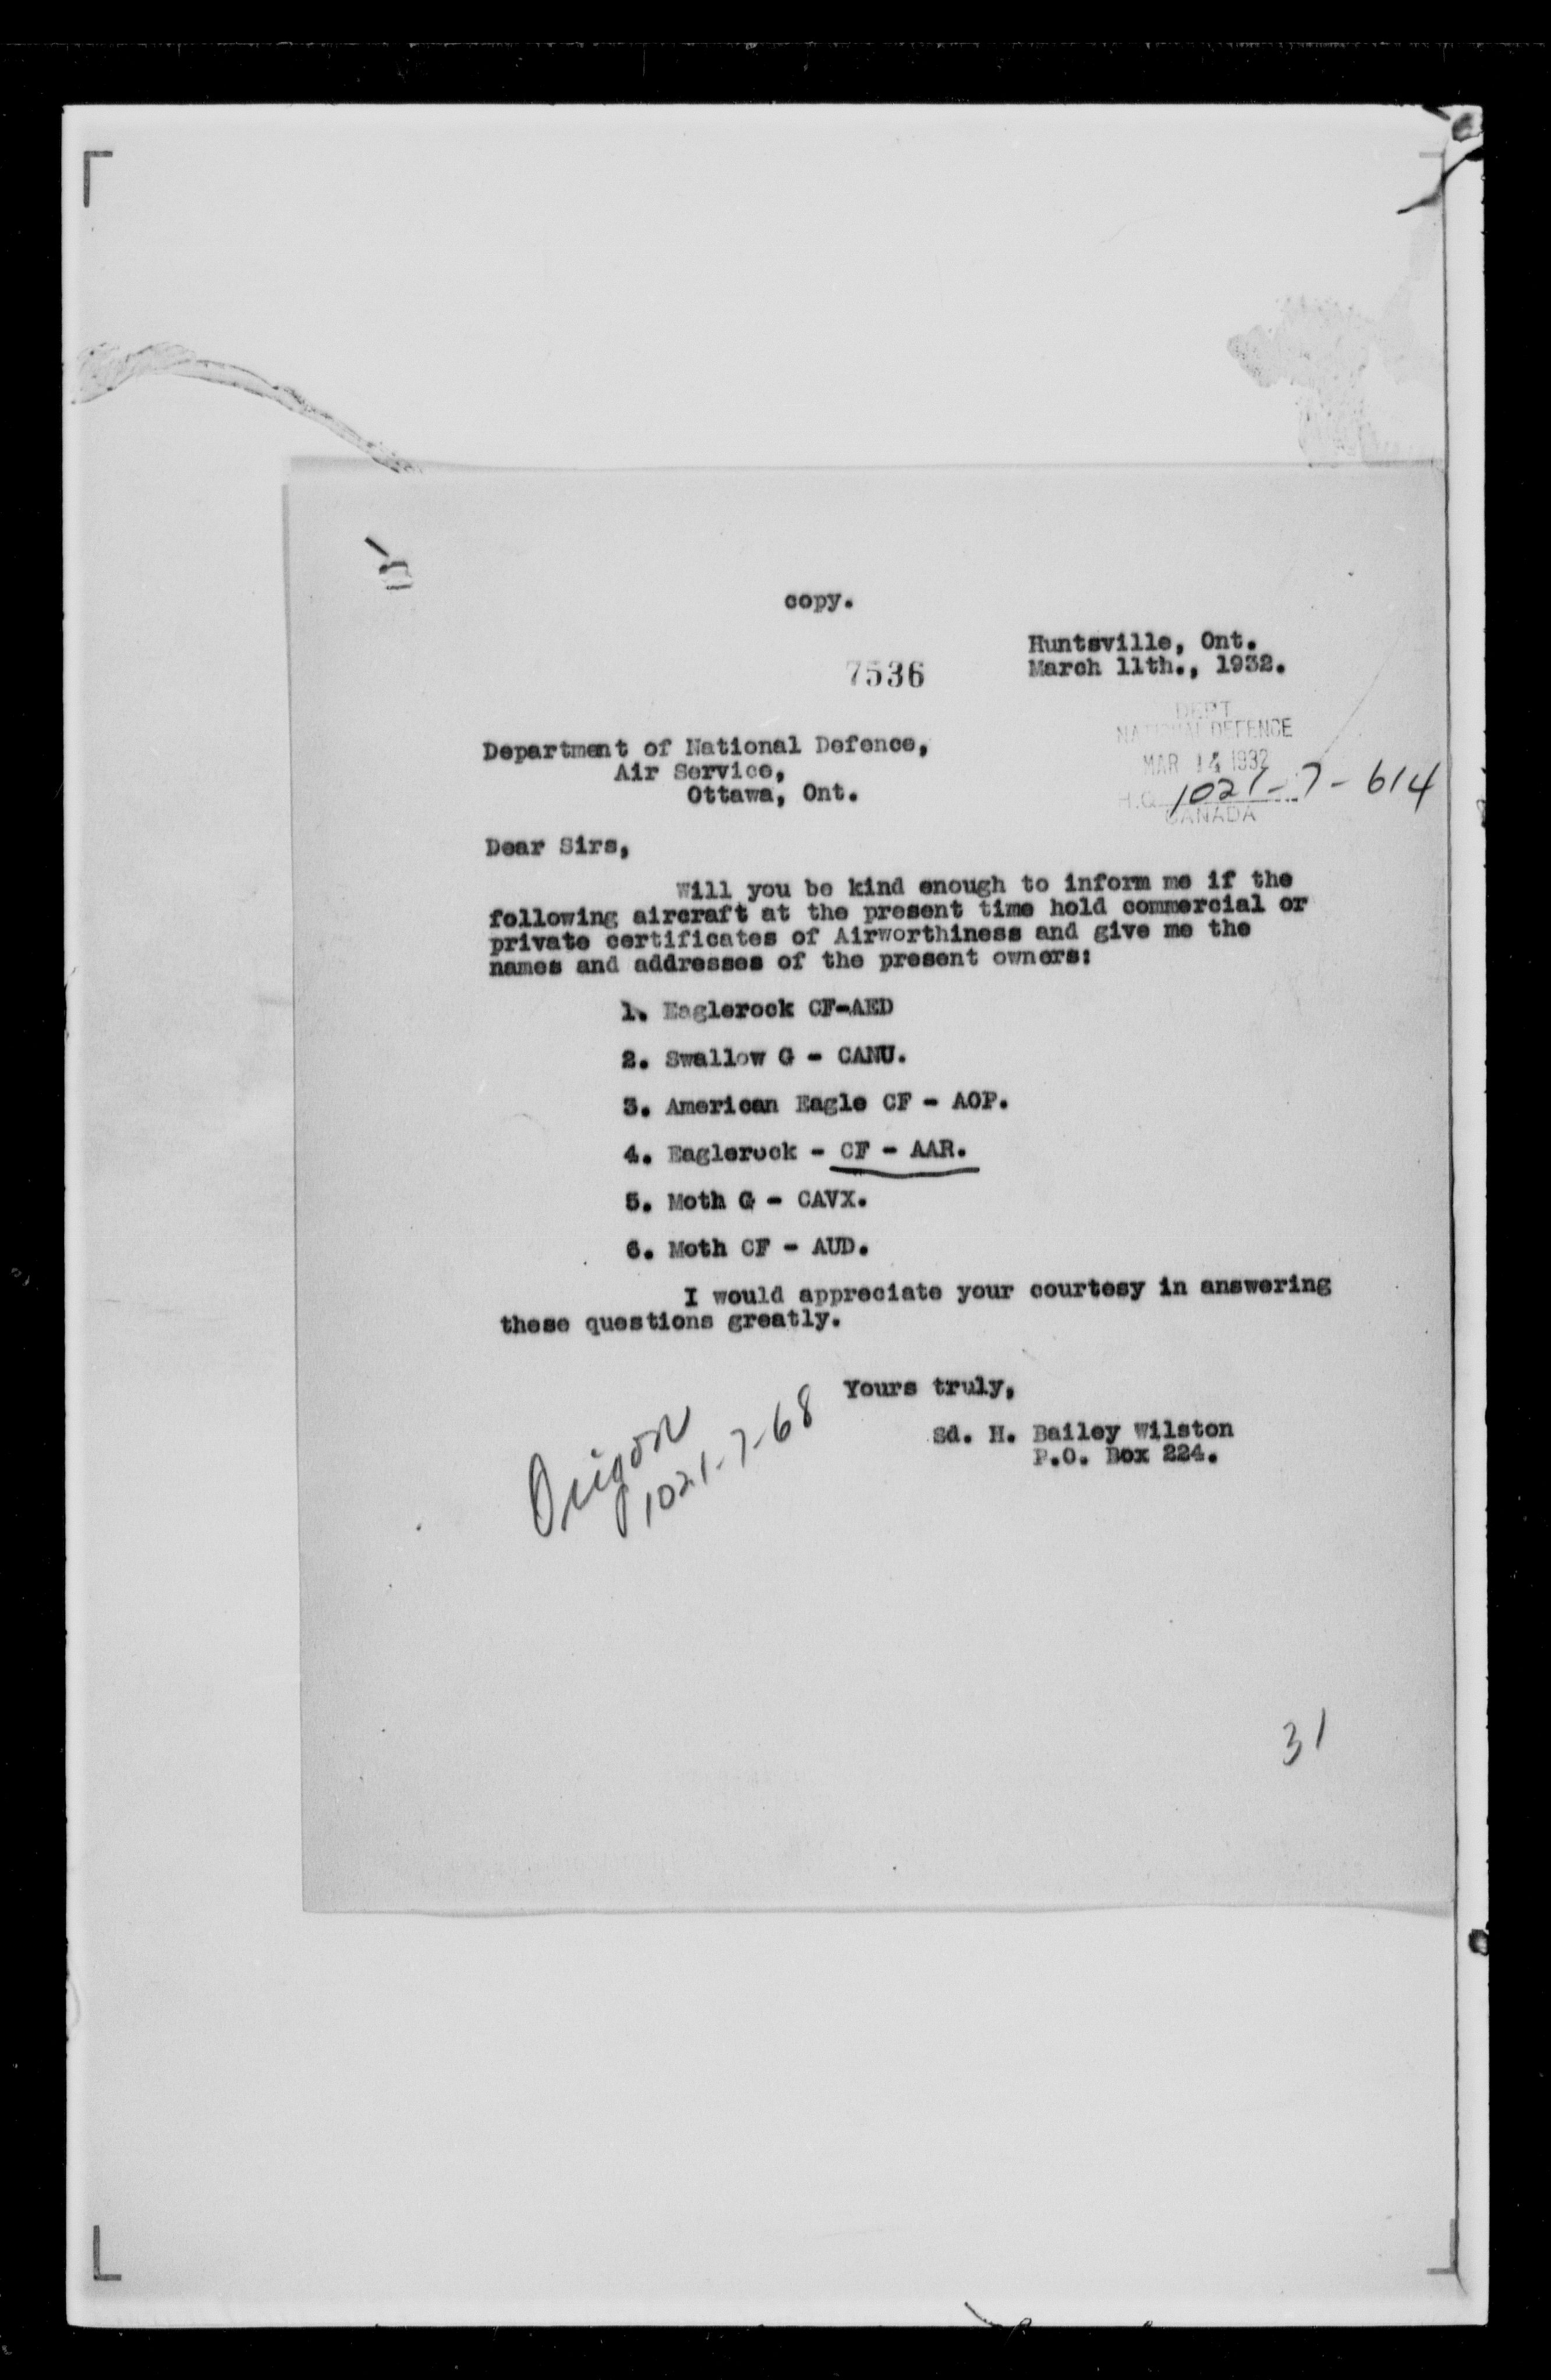 copy.
Huntsville, Ont.
7536
March 11th., 1932.
DEPT.
NATIONAL DEFENCE
MAR 14 1932
H.Q. 1021-7-614
CANADA
Department of National Defence,
Air Service,
Ottawa, Ont.
Dear Sirs,
Will you be kind enough to inform me if the
following aircraft at the present time hold commercial or
private certificates of Airworthiness and give me the
names and addresses of the present owners:
1. Eaglerock CF-AED
2. Swallow G - CANU.
3. American Eagle CF - AOP.
4. Eaglerock - CF - AAR.
5. Moth G - CAVX.
6. Moth CF - AUD.
I would appreciate your courtesy in answering
these questions greatly.
Yours truly,
Sd. H. Bailey Wilston
P.O. Box 224.
1021-7-68
31